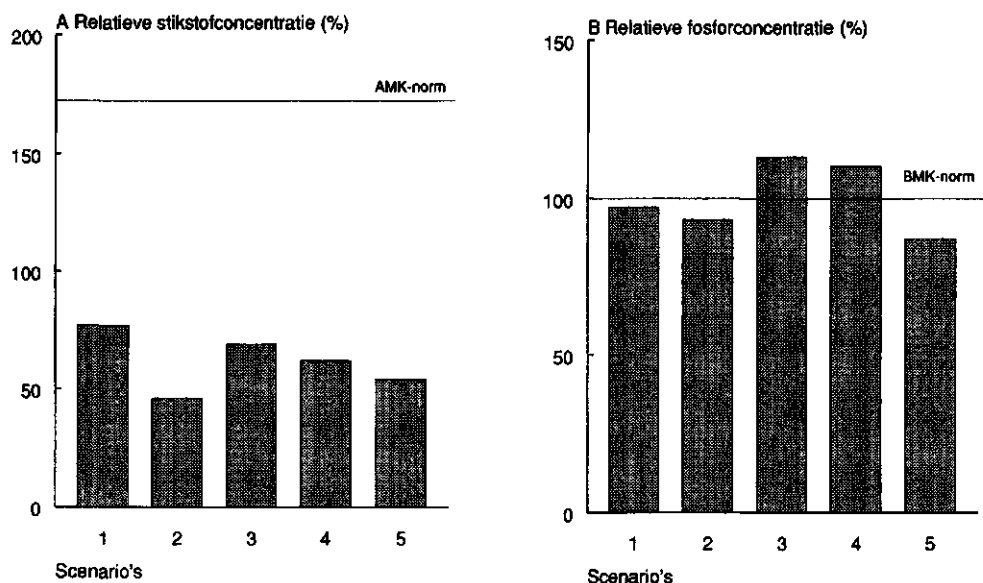 A Relatieve stikstofconcentratie (%)
200
AMK-norm
150
100
50
0
1 2 3 4 5
Scenario's
B Relatieve fosforconcentratie (%)
150
BMK-norm
100
50
0
1 2 3 4 5
Scenario's